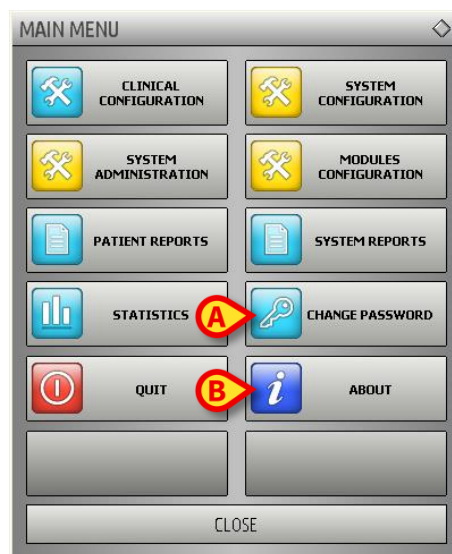 MAIN MENU
CLINICAL
CONFIGURATION
SYSTEM
CONFIGURATION
SYSTEM
ADMINISTRATION
MODULES
CONFIGURATION
PATIENT REPORTS
SYSTEM REPORTS
STATISTICS
A
CHANGE PASSWORD
QUIT
B
i
ABOUT
CLOSE